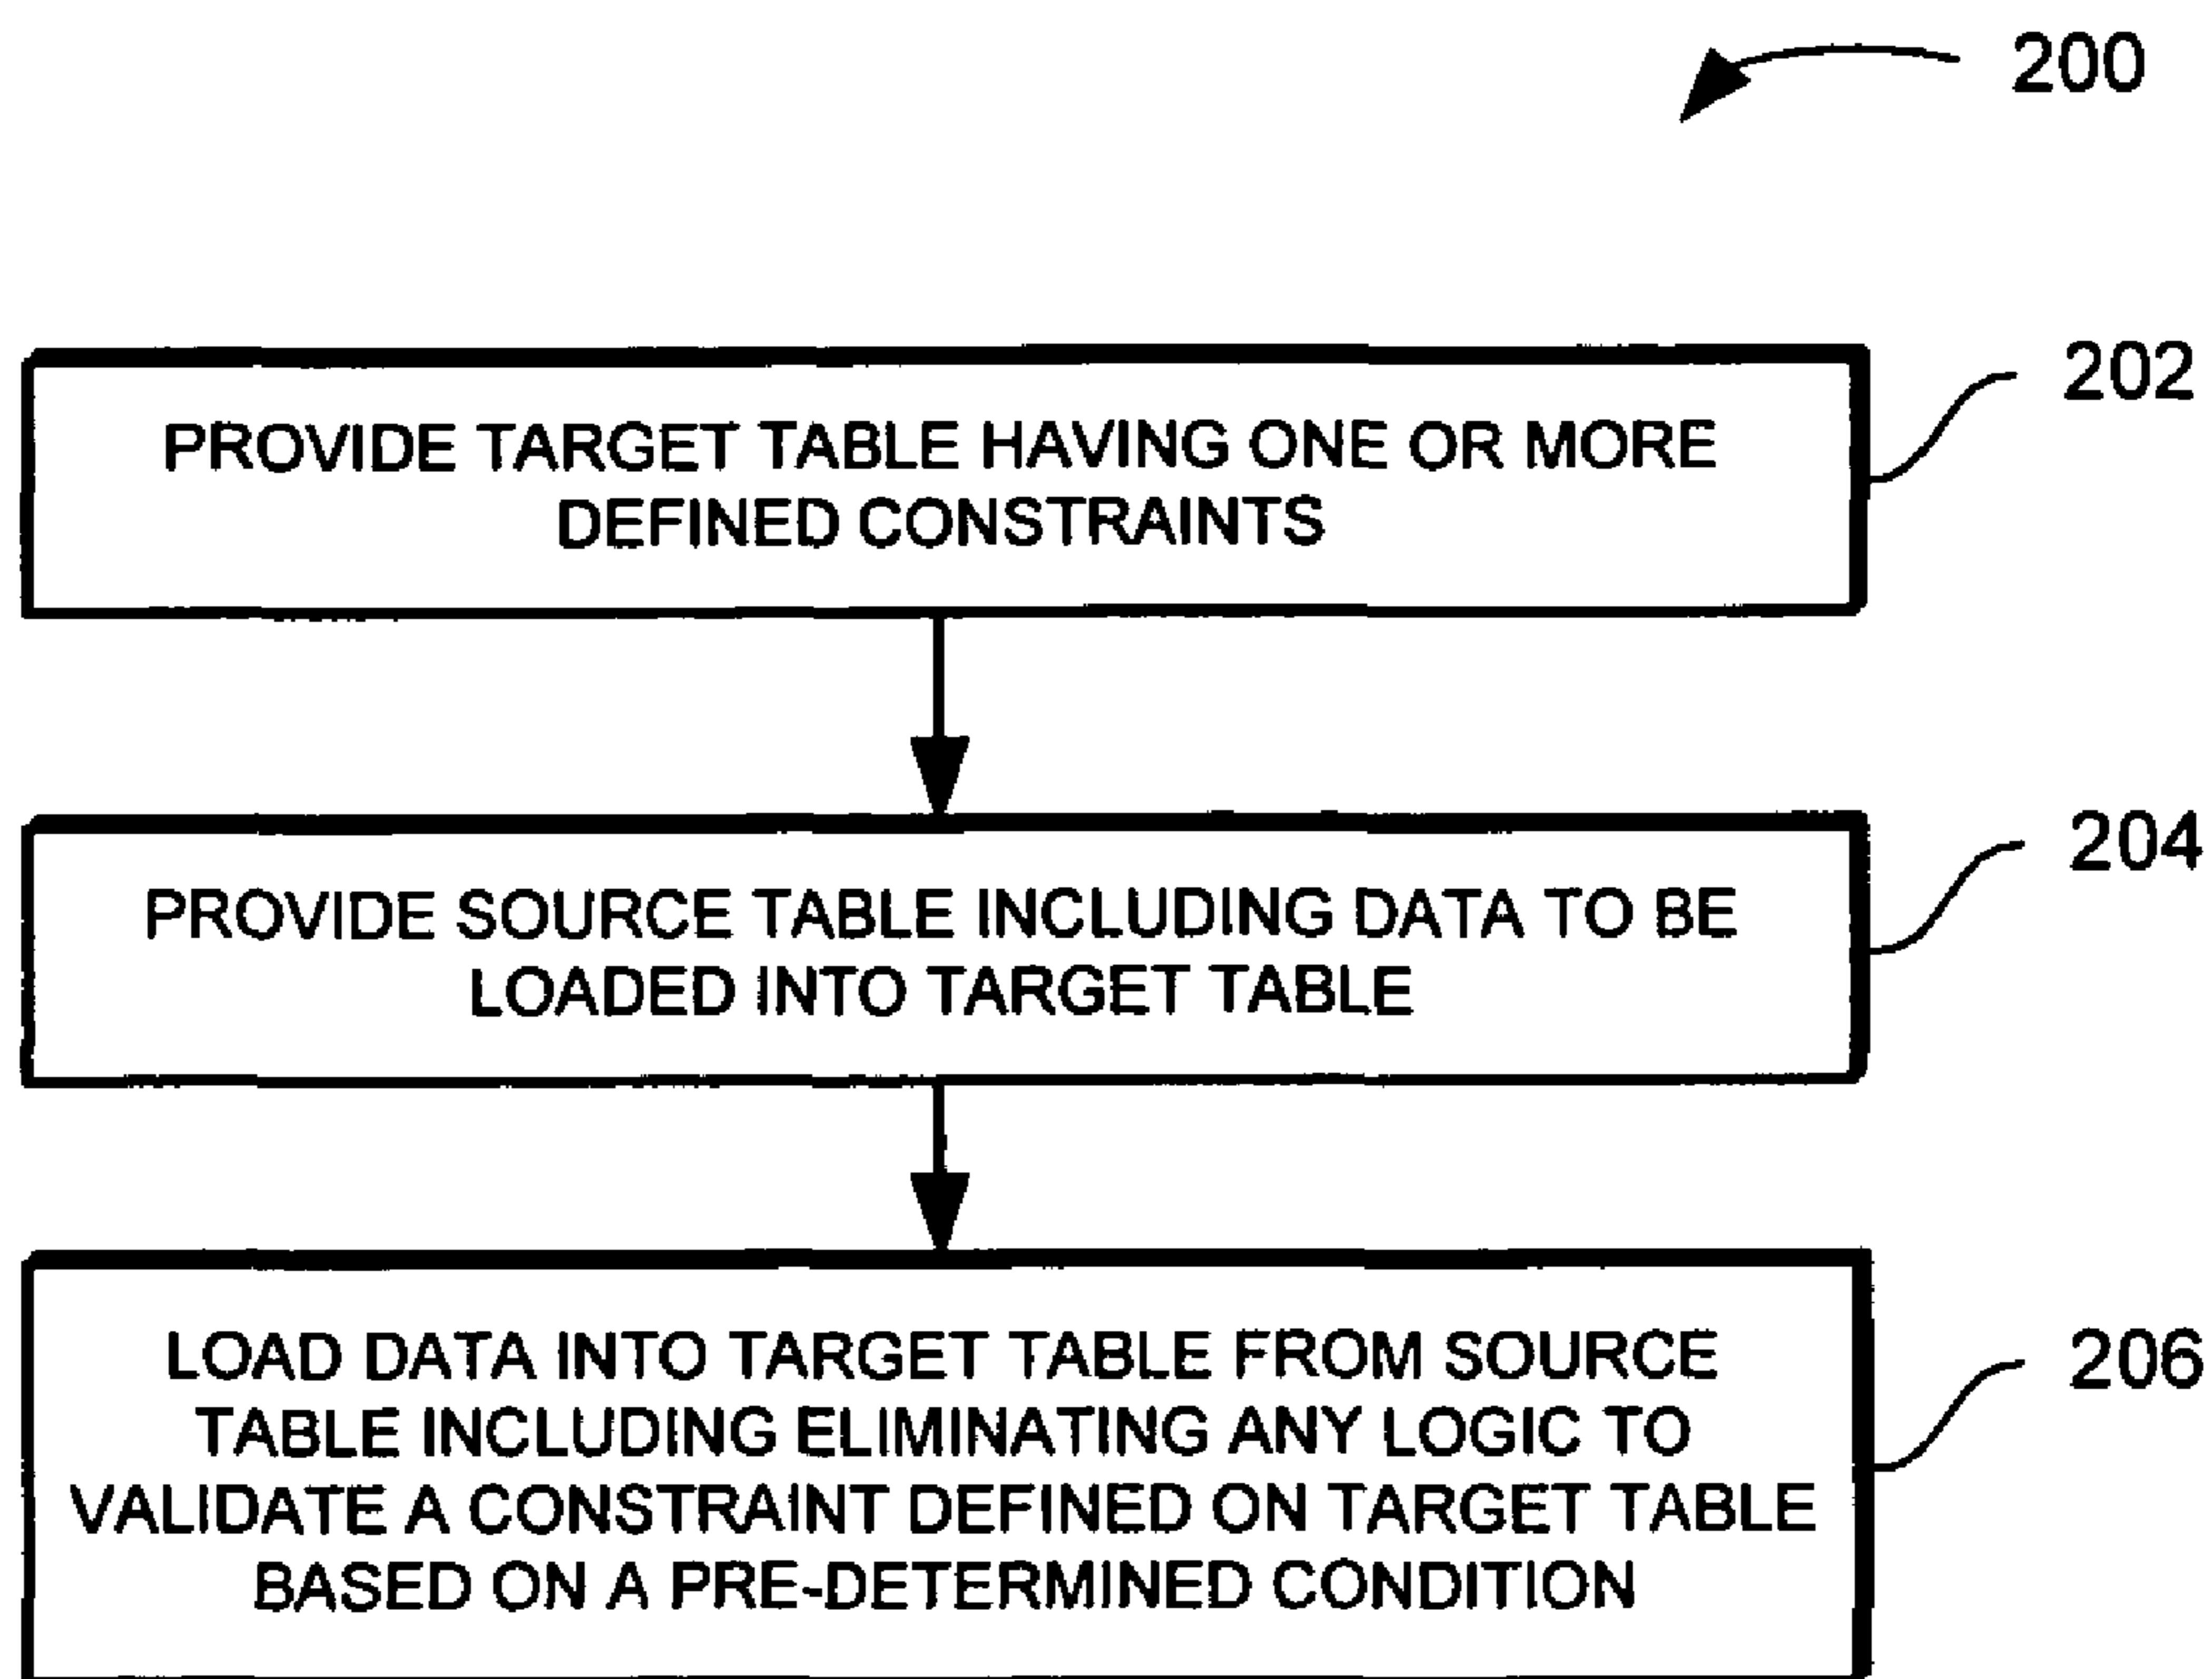 200
202
PROVIDE TARGET TABLE HAVING ONE OR MORE
DEFINED CONSTRAINTS
204
PROVIDE SOURCE TABLE INCLUDING DATA TO BE
LOADED INTO TARGET TABLE
206
LOAD DATA INTO TARGET TABLE FROM SOURCE
TABLE INCLUDING ELIMINATING ANY LOGIC TO
VALIDATE A CONSTRAINT DEFINED ON TARGET TABLE
BASED ON A PRE-DETERMINED CONDITION